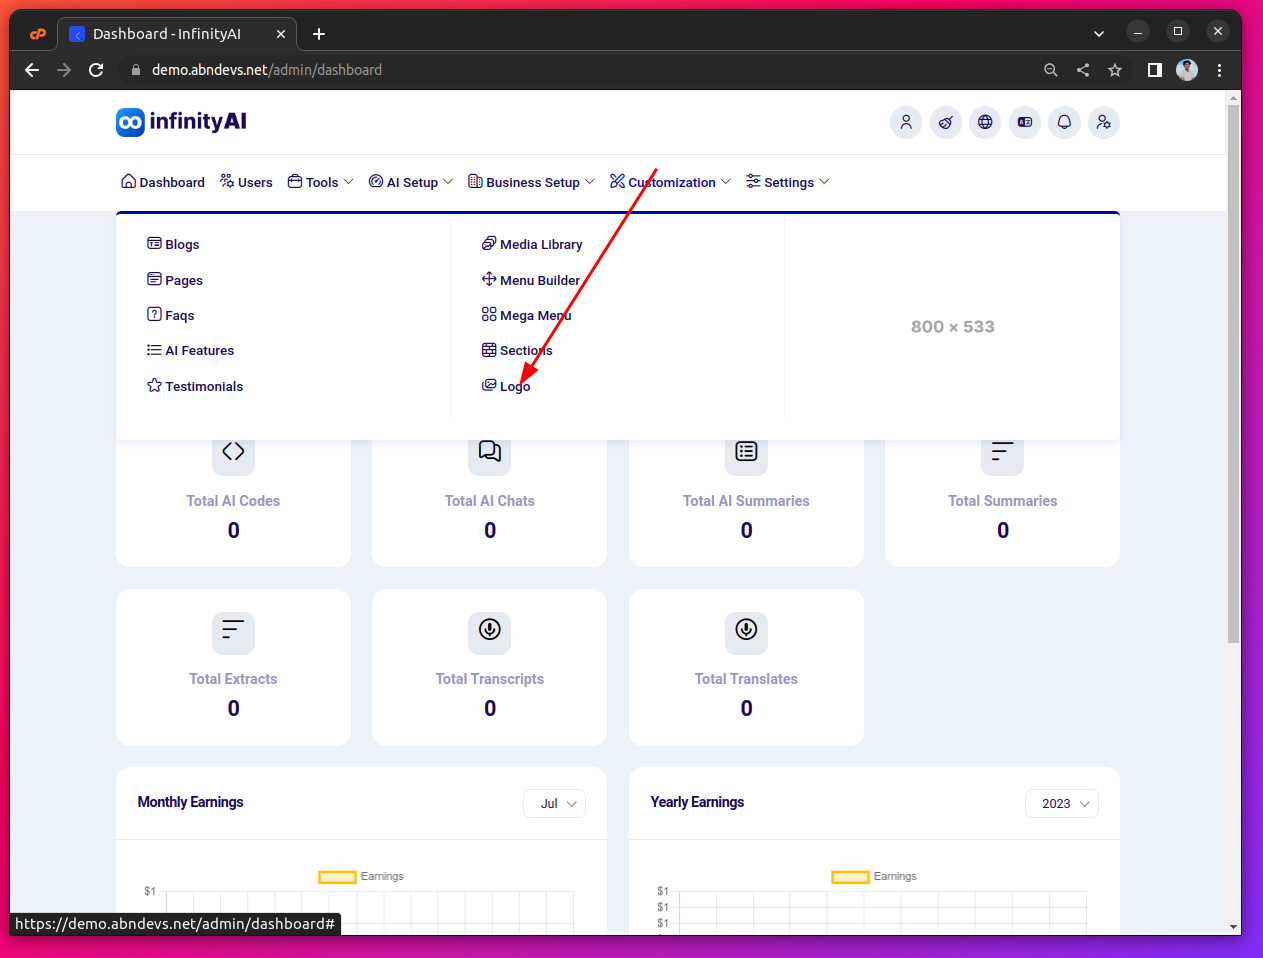 Dashboard - InfinityAI
demo.abndevs.net/admin/dashboard
infinityAI
Dashboard Users Tools AI Setup Business Setup Customization Settings
Blogs
Pages
Faqs
AI Features
Testimonials
Media Library
Menu Builder
Mega Menu
Sections
Logo
800 × 533
Total AI Codes
0
Total AI Chats
0
Total AI Summaries
0
Total Summaries
0
Total Extracts
0
Total Transcripts
0
Total Translates
0
Monthly Earnings
Jul
Earnings
$1
Yearly Earnings
2023
Earnings
$1
$1
$1
https://demo.abndevs.net/admin/dashboard#